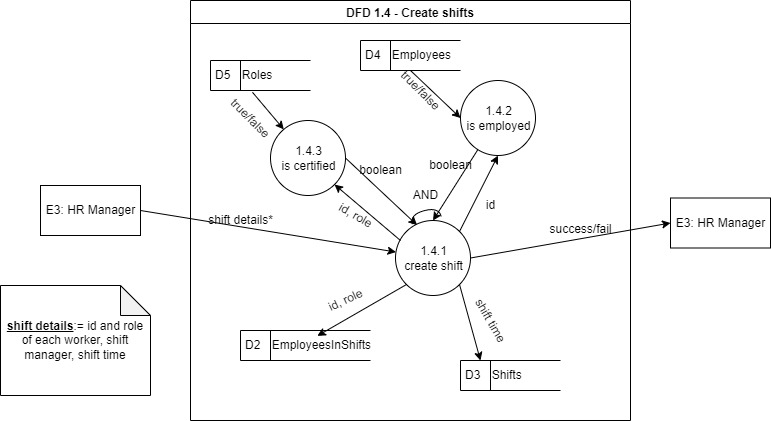 DFD 1.4 - Create shifts
D4 Employees
D5 Roles
true/false
true/false
1.4.2
is employed
1.4.3
is certified
boolean
boolean
AND
id
id, role
E3: HR Manager
shift details*
success/fail
E3: HR Manager
1.4.1
create shift
id, role
shift time
shift details:= id and role
of each worker, shift
manager, shift time
D2 EmployeesInShifts
D3 Shifts